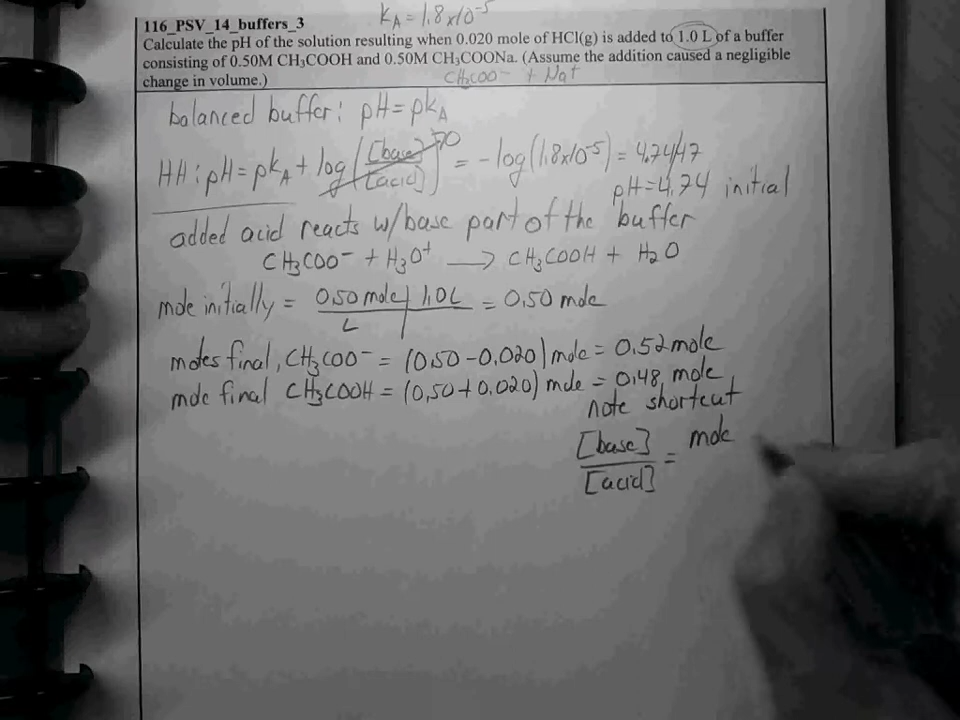 K_A = 1.8x10^-5
116_PSV_14_buffers_3
Calculate the pH of the solution resulting when 0.020 mole of HCl(g) is added to 1.0 L of a buffer
consisting of 0.50M CH₃COOH and 0.50M CH₃COONa. (Assume the addition caused a negligible
CH₃COO⁻ + Na⁺
change in volume.)
balanced buffer: pH = pK_A
HH: pH = pK_A + log([base]/[acid])→0 = -log(1.8x10^-5) = 4.7447
pH = 4.74 initial
added acid reacts w/base part of the buffer
CH₃COO⁻ + H₃O⁺ → CH₃COOH + H₂O
mole initially = 0.50 mole/L | 1.0L = 0.50 mole
moles final, CH₃COO⁻ = (0.50 - 0.020) mole = 0.52 mole
mole final CH₃COOH = (0.50 + 0.020) mole = 0.48 mole
note shortcut
[base]/[acid] = mole